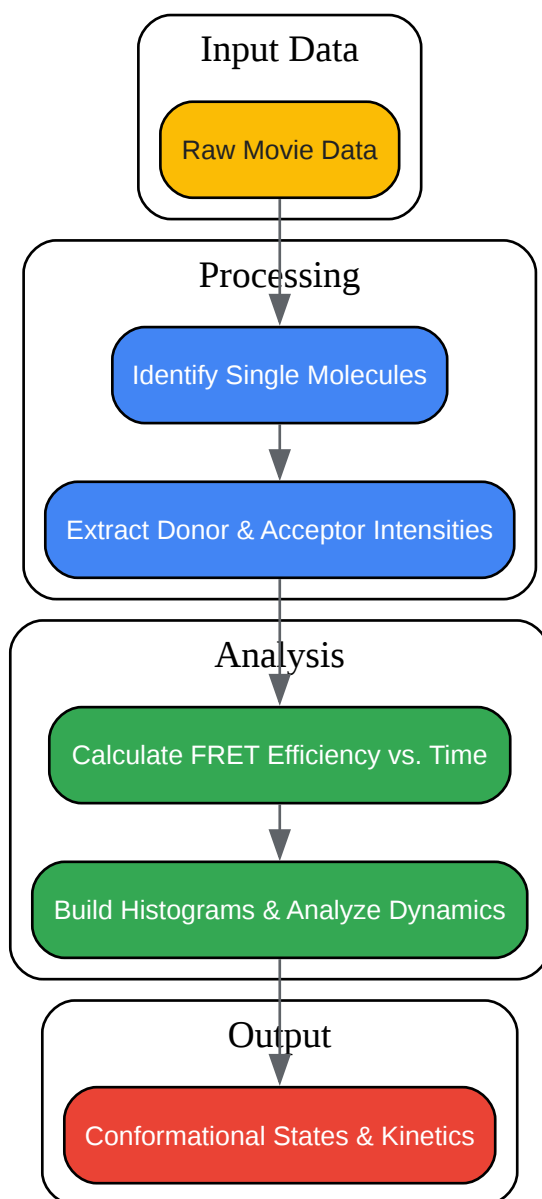 Input Data
Raw Movie Data
Processing
Identify Single Molecules
Extract Donor & Acceptor Intensities
Analysis
Calculate FRET Efficiency vs. Time
Build Histograms & Analyze Dynamics
Output
Conformational States & Kinetics